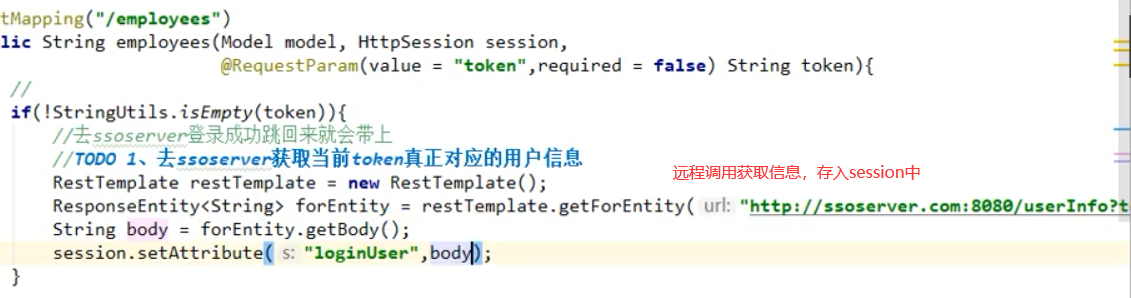 tMapping("/employees")
lic String employees(Model model, HttpSession session,
@RequestParam(value = "token",required = false) String token){
//
if(!StringUtils.isEmpty(token)){
//去ssoserver登录成功跳回来就会带上
//TODO 1、去ssoserver获取当前token真正对应的用户信息
远程调用获取信息，存入session中
RestTemplate restTemplate = new RestTemplate();
ResponseEntity<String> forEntity = restTemplate.getForEntity( url: "http://ssoserver.com:8080/userInfo?t
String body = forEntity.getBody();
session.setAttribute( s: "loginUser",body);
}